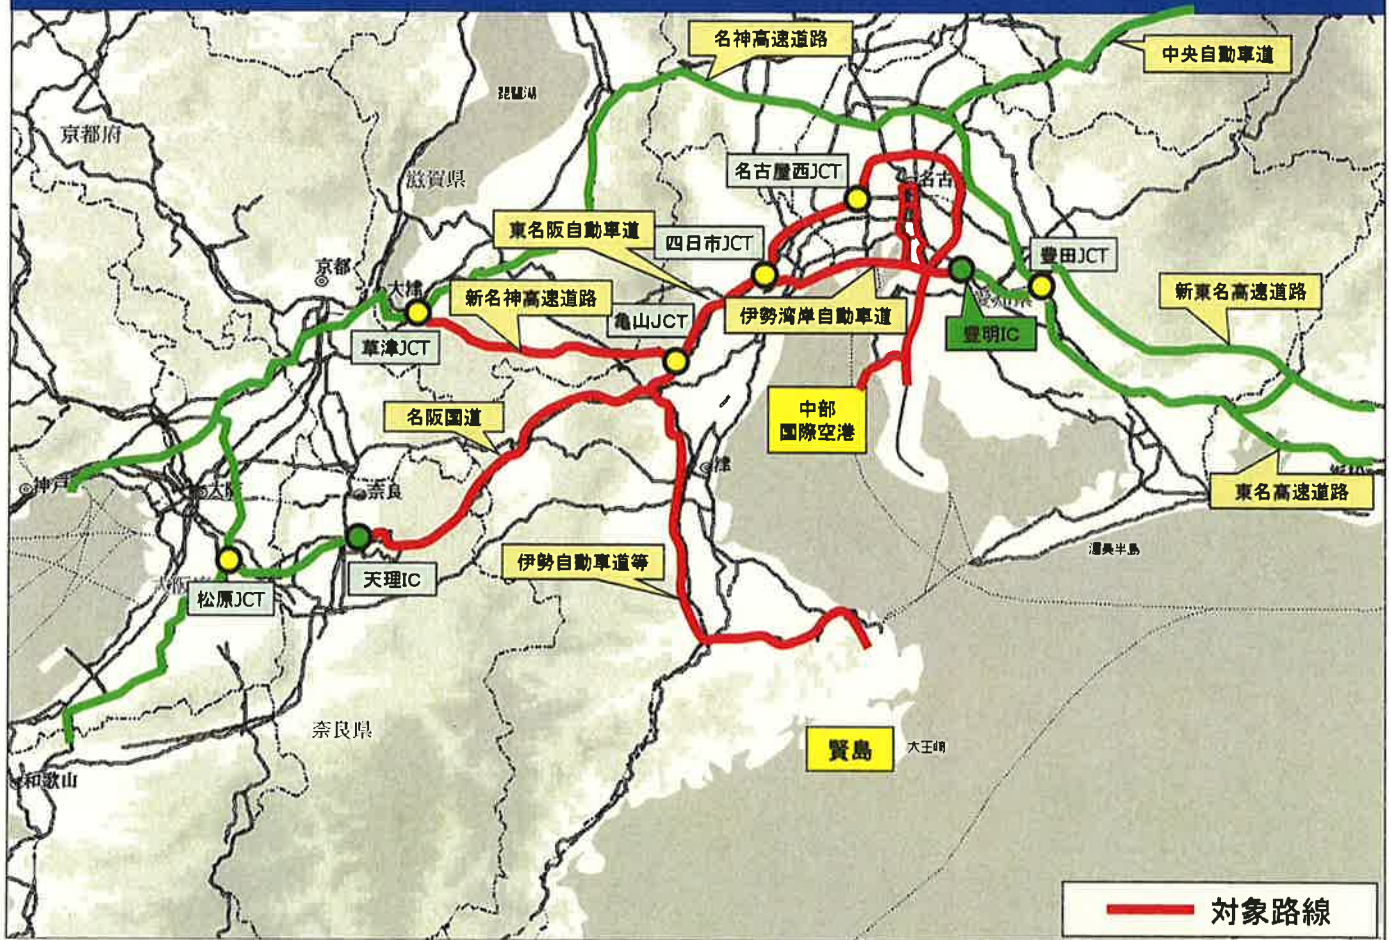 名神高速道路
中央自動車道
琵琶湖
京都府
名古屋西JCT
滋賀県
名古
東名阪自動車道
四日市JCT
豊田JCT
京都
大津
新名神高速道路
亀山JCT
伊勢湾岸自動車道
新東名高速道路
豊明IC
草津JCT
名阪国道
中部
国際空港
津
神戸
大阪
奈良
東名高速道路
渥美半島
伊勢自動車道等
天理IC
松原JCT
奈良県
賢島
大王崎
和歌山
対象路線